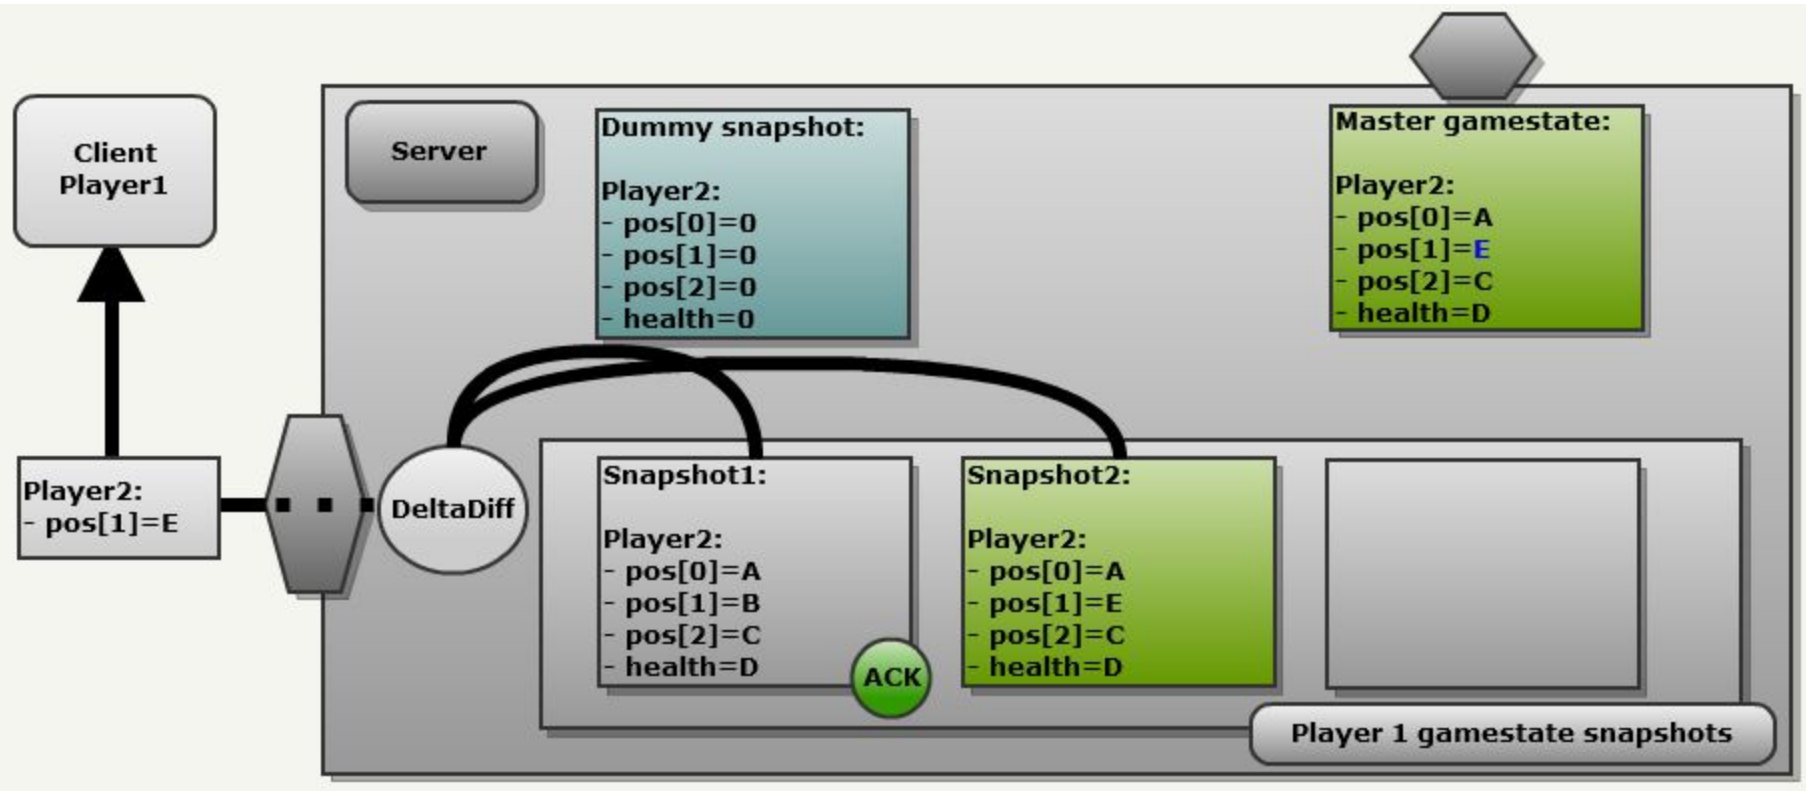 Client
Player1
Server
Dummy snapshot:
Player2:
- pos[0]=0
- pos[1]=0
- pos[2]=0
- health=0
Master gamestate:
Player2:
- pos[0]=A
- pos[1]=E
- pos[2]=C
- health=D
Player2:
- pos[1]=E
DeltaDiff
Snapshot1:
Player2:
- pos[0]=A
- pos[1]=B
- pos[2]=C
- health=D
ACK
Snapshot2:
Player2:
- pos[0]=A
- pos[1]=E
- pos[2]=C
- health=D
Player 1 gamestate snapshots